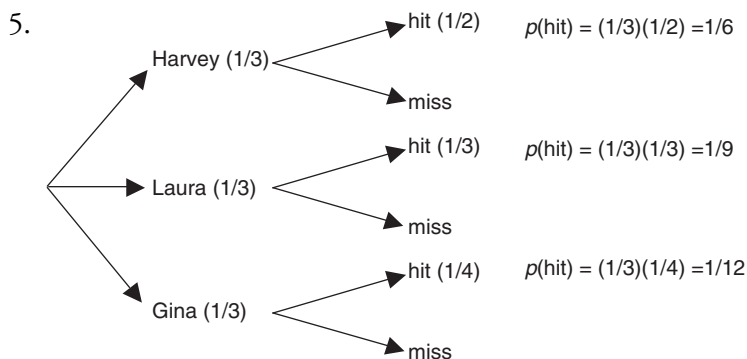 5.
hit (1/2) p(hit) = (1/3)(1/2) =1/6
Harvey (1/3)
miss
hit (1/3) p(hit) = (1/3)(1/3) =1/9
Laura (1/3)
miss
hit (1/4) p(hit) = (1/3)(1/4) =1/12
Gina (1/3)
miss